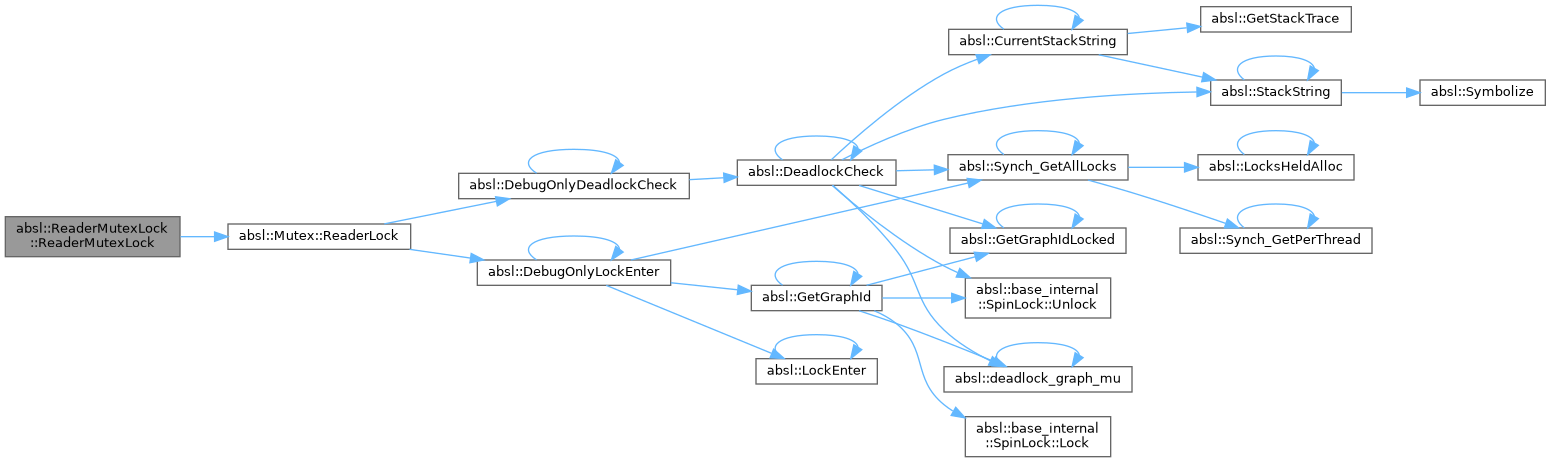 absl::ReaderMutexLock
::ReaderMutexLock
absl::Mutex::ReaderLock
absl::DebugOnlyDeadlockCheck
absl::DebugOnlyLockEnter
absl::DeadlockCheck
absl::GetGraphId
absl::LockEnter
absl::CurrentStackString
absl::Synch_GetAllLocks
absl::GetGraphIdLocked
absl::base_internal
::SpinLock::Unlock
absl::deadlock_graph_mu
absl::base_internal
::SpinLock::Lock
absl::GetStackTrace
absl::StackString
absl::LocksHeldAlloc
absl::Synch_GetPerThread
absl::Symbolize